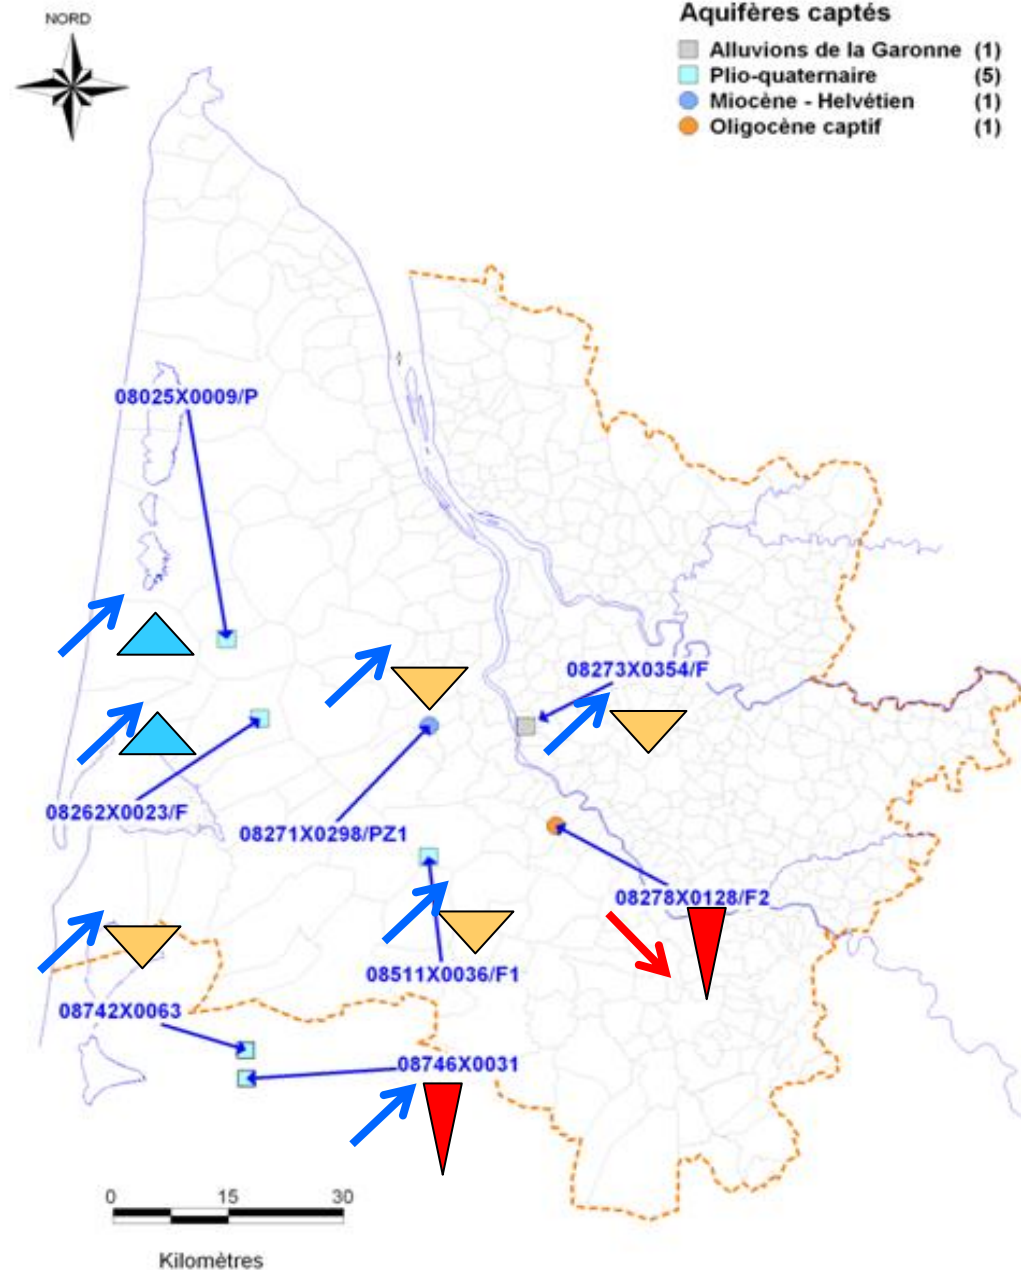 NORD
Aquifères captés
Alluvions de la Garonne (1)
Plio-quaternaire (5)
Miocène - Helvétien (1)
Oligocène captif (1)
08025X0009/P
08273X0354/F
08262X0023/F
08271X0298/PZ1
08278X0128/F2
08511X0036/F1
08742X0063
08746X0031
0 15 30
Kilomètres